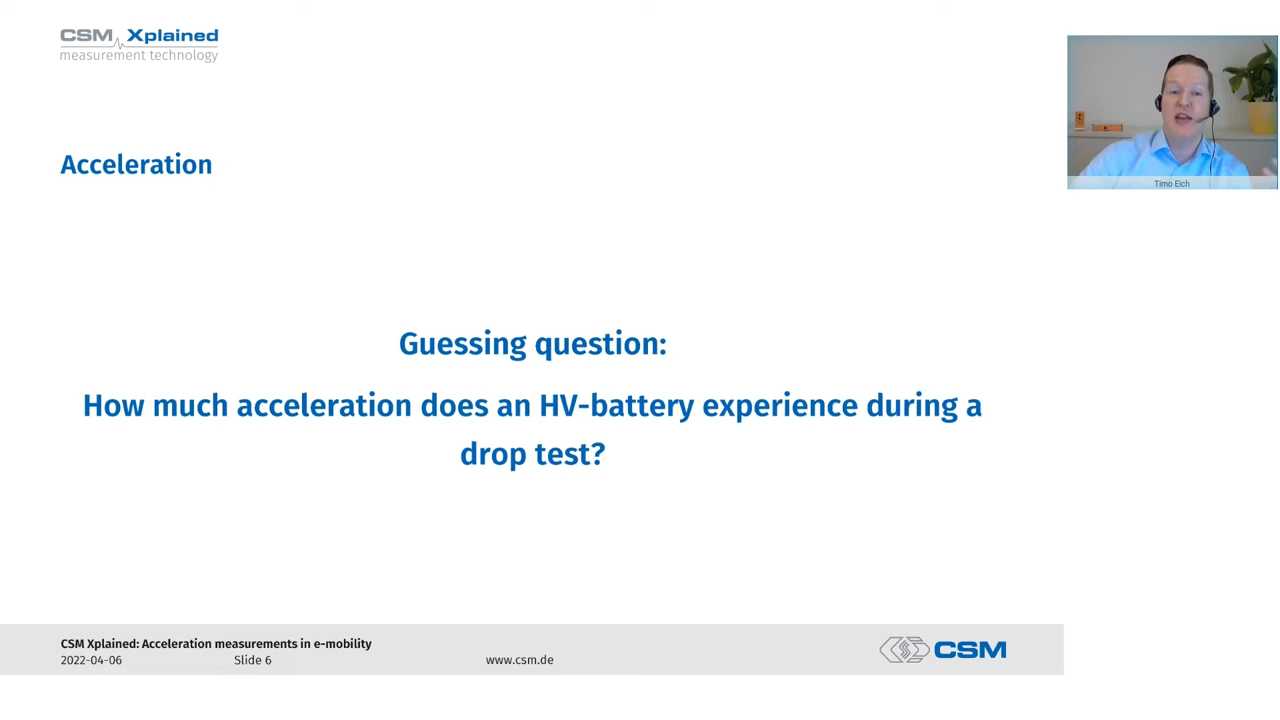 CSM Xplained
measurement technology
Timo Eich
Acceleration
Guessing question:
How much acceleration does an HV-battery experience during a
drop test?
CSM Xplained: Acceleration measurements in e-mobility
2022-04-06 Slide 6 www.csm.de
CSM